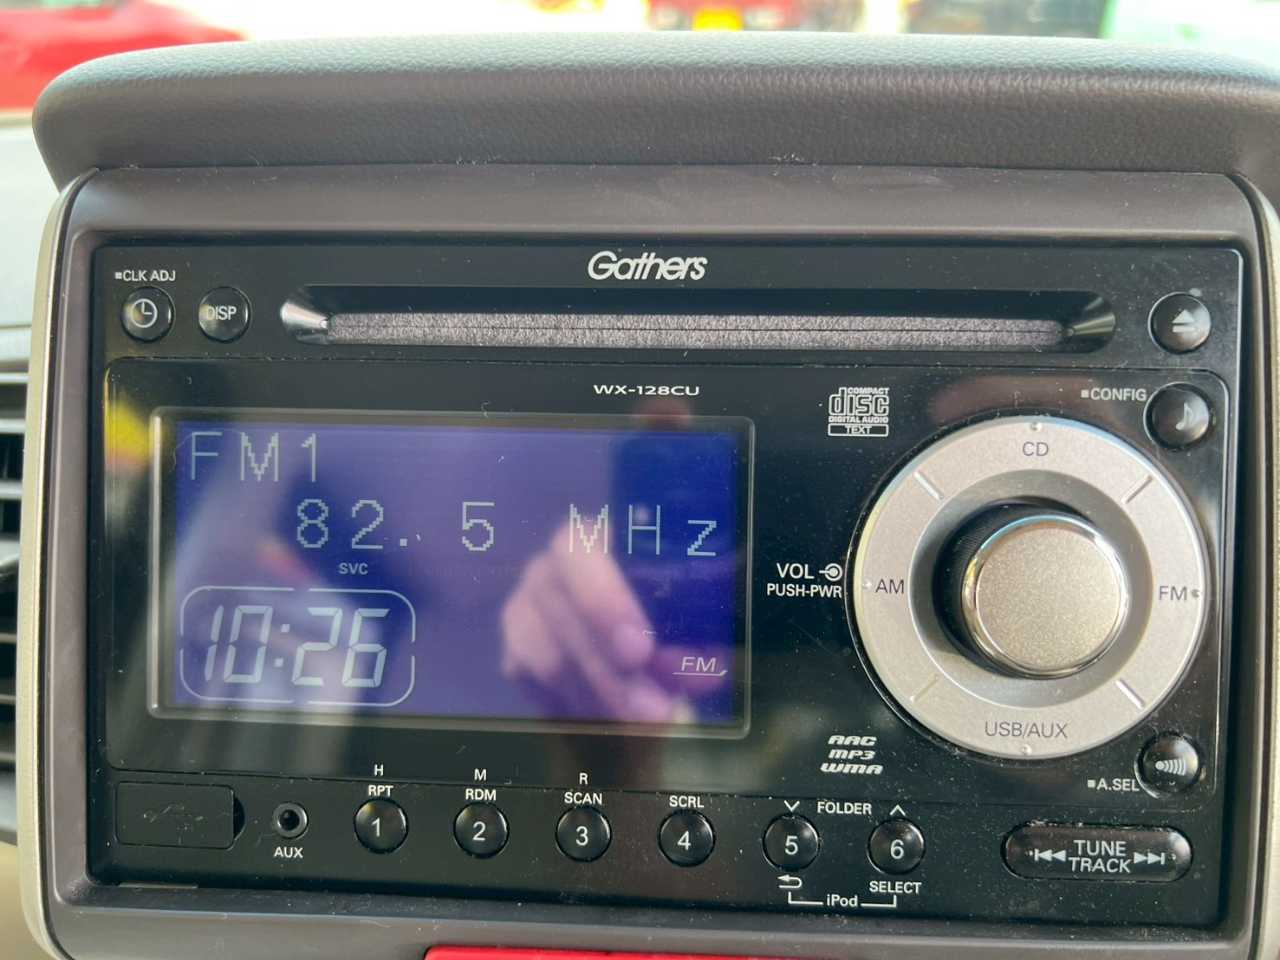 Gathers
■CLK ADJ
DISP
WX-128CU
COMPACT
disc
DIGITAL AUDIO
TEXT
■CONFIG
FM1
82.5 MHz
SVC
10:26
FM
CD
VOL
PUSH-PWR
AM
FM
USB/AUX
AAC
MP3
WMA
■A.SEL
H
RPT
1
M
RDM
2
R
SCAN
3
SCRL
4
FOLDER
5
6
AUX
SELECT
iPod
TUNE
TRACK